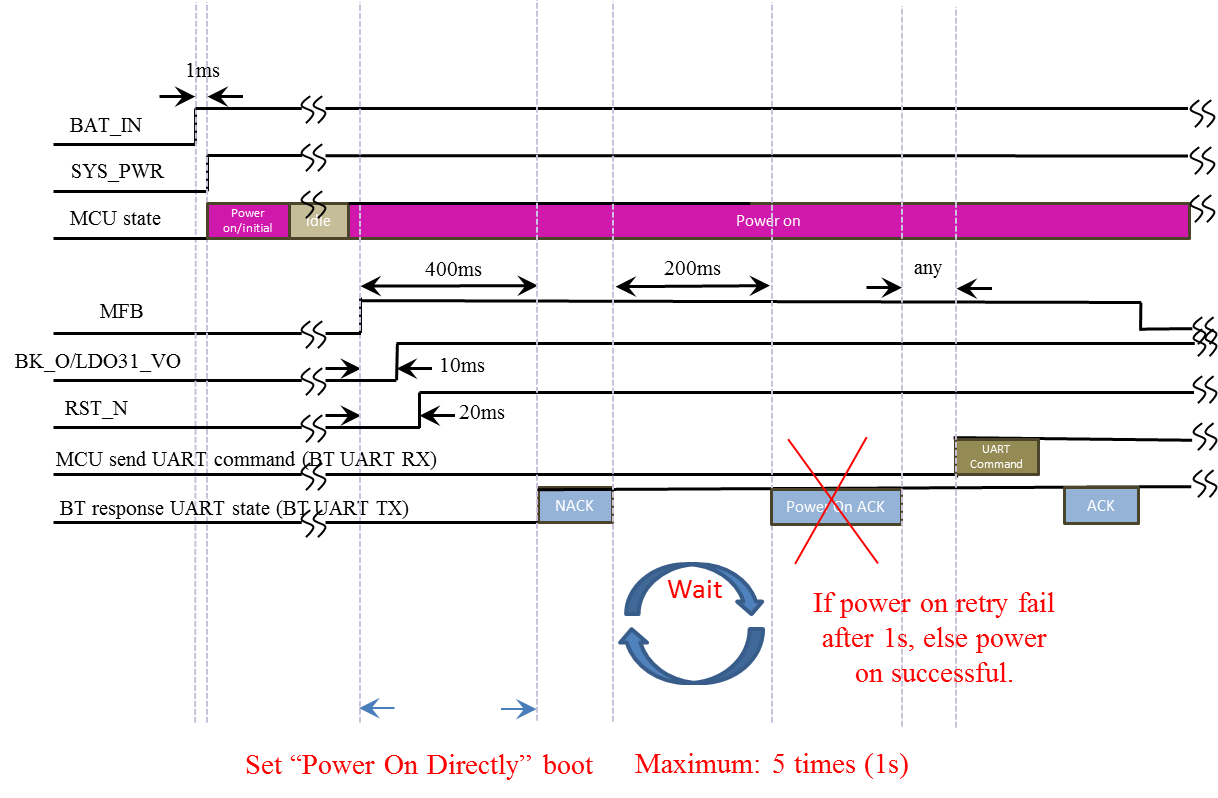 1ms
BAT_IN
SYS_PWR
MCU state
Power
on/initial
Idle
Power on
400ms
200ms
any
MFB
BK_O/LDO31_VO
10ms
RST_N
20ms
MCU send UART command (BT UART RX)
UART
Command
BT response UART state (BT UART TX)
NACK
Power On ACK
ACK
Wait
If power on retry fail
after 1s, else power
on successful.
Set “Power On Directly” boot
Maximum: 5 times (1s)